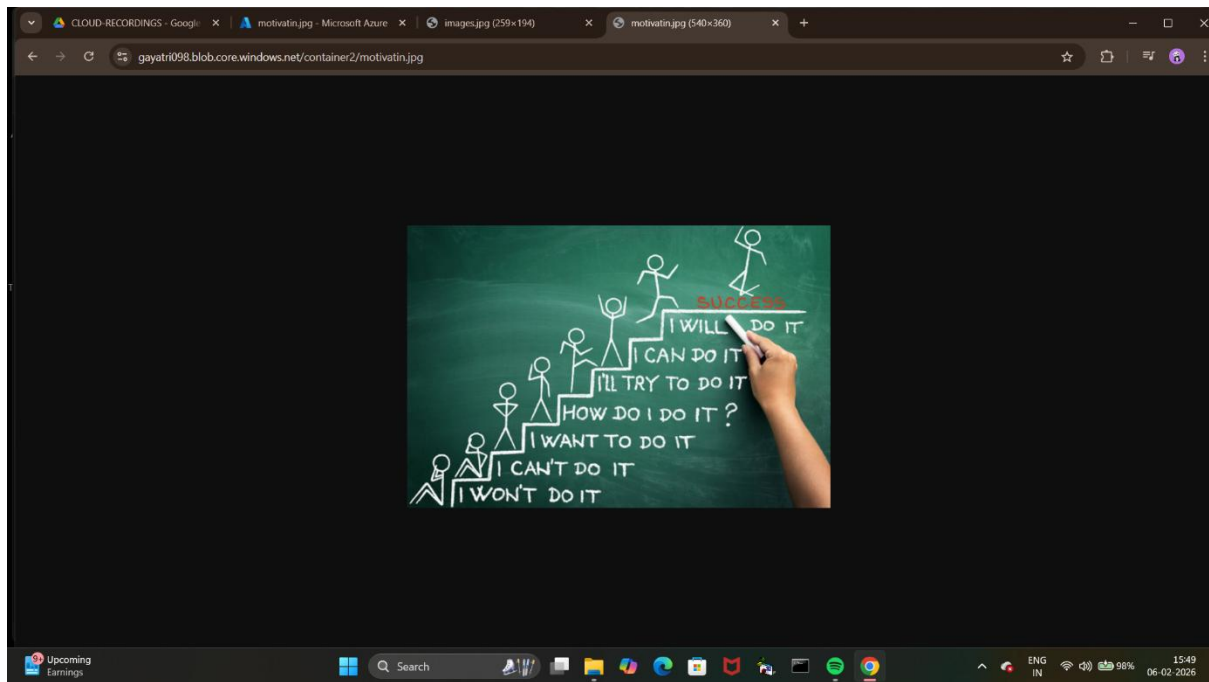 CLOUD-RECORDINGS - Google
motivatin.jpg - Microsoft Azure
images.jpg (259×194)
motivatin.jpg (540×360)
gayatri098.blob.core.windows.net/container2/motivatin.jpg
SUCCESS
I WILL DO IT
I CAN DO IT
I'LL TRY TO DO IT
HOW DO I DO IT?
I WANT TO DO IT
I CAN'T DO IT
I WON'T DO IT
9+
Upcoming
Earnings
Search
ENG
IN
98%
15:49
06-02-2026